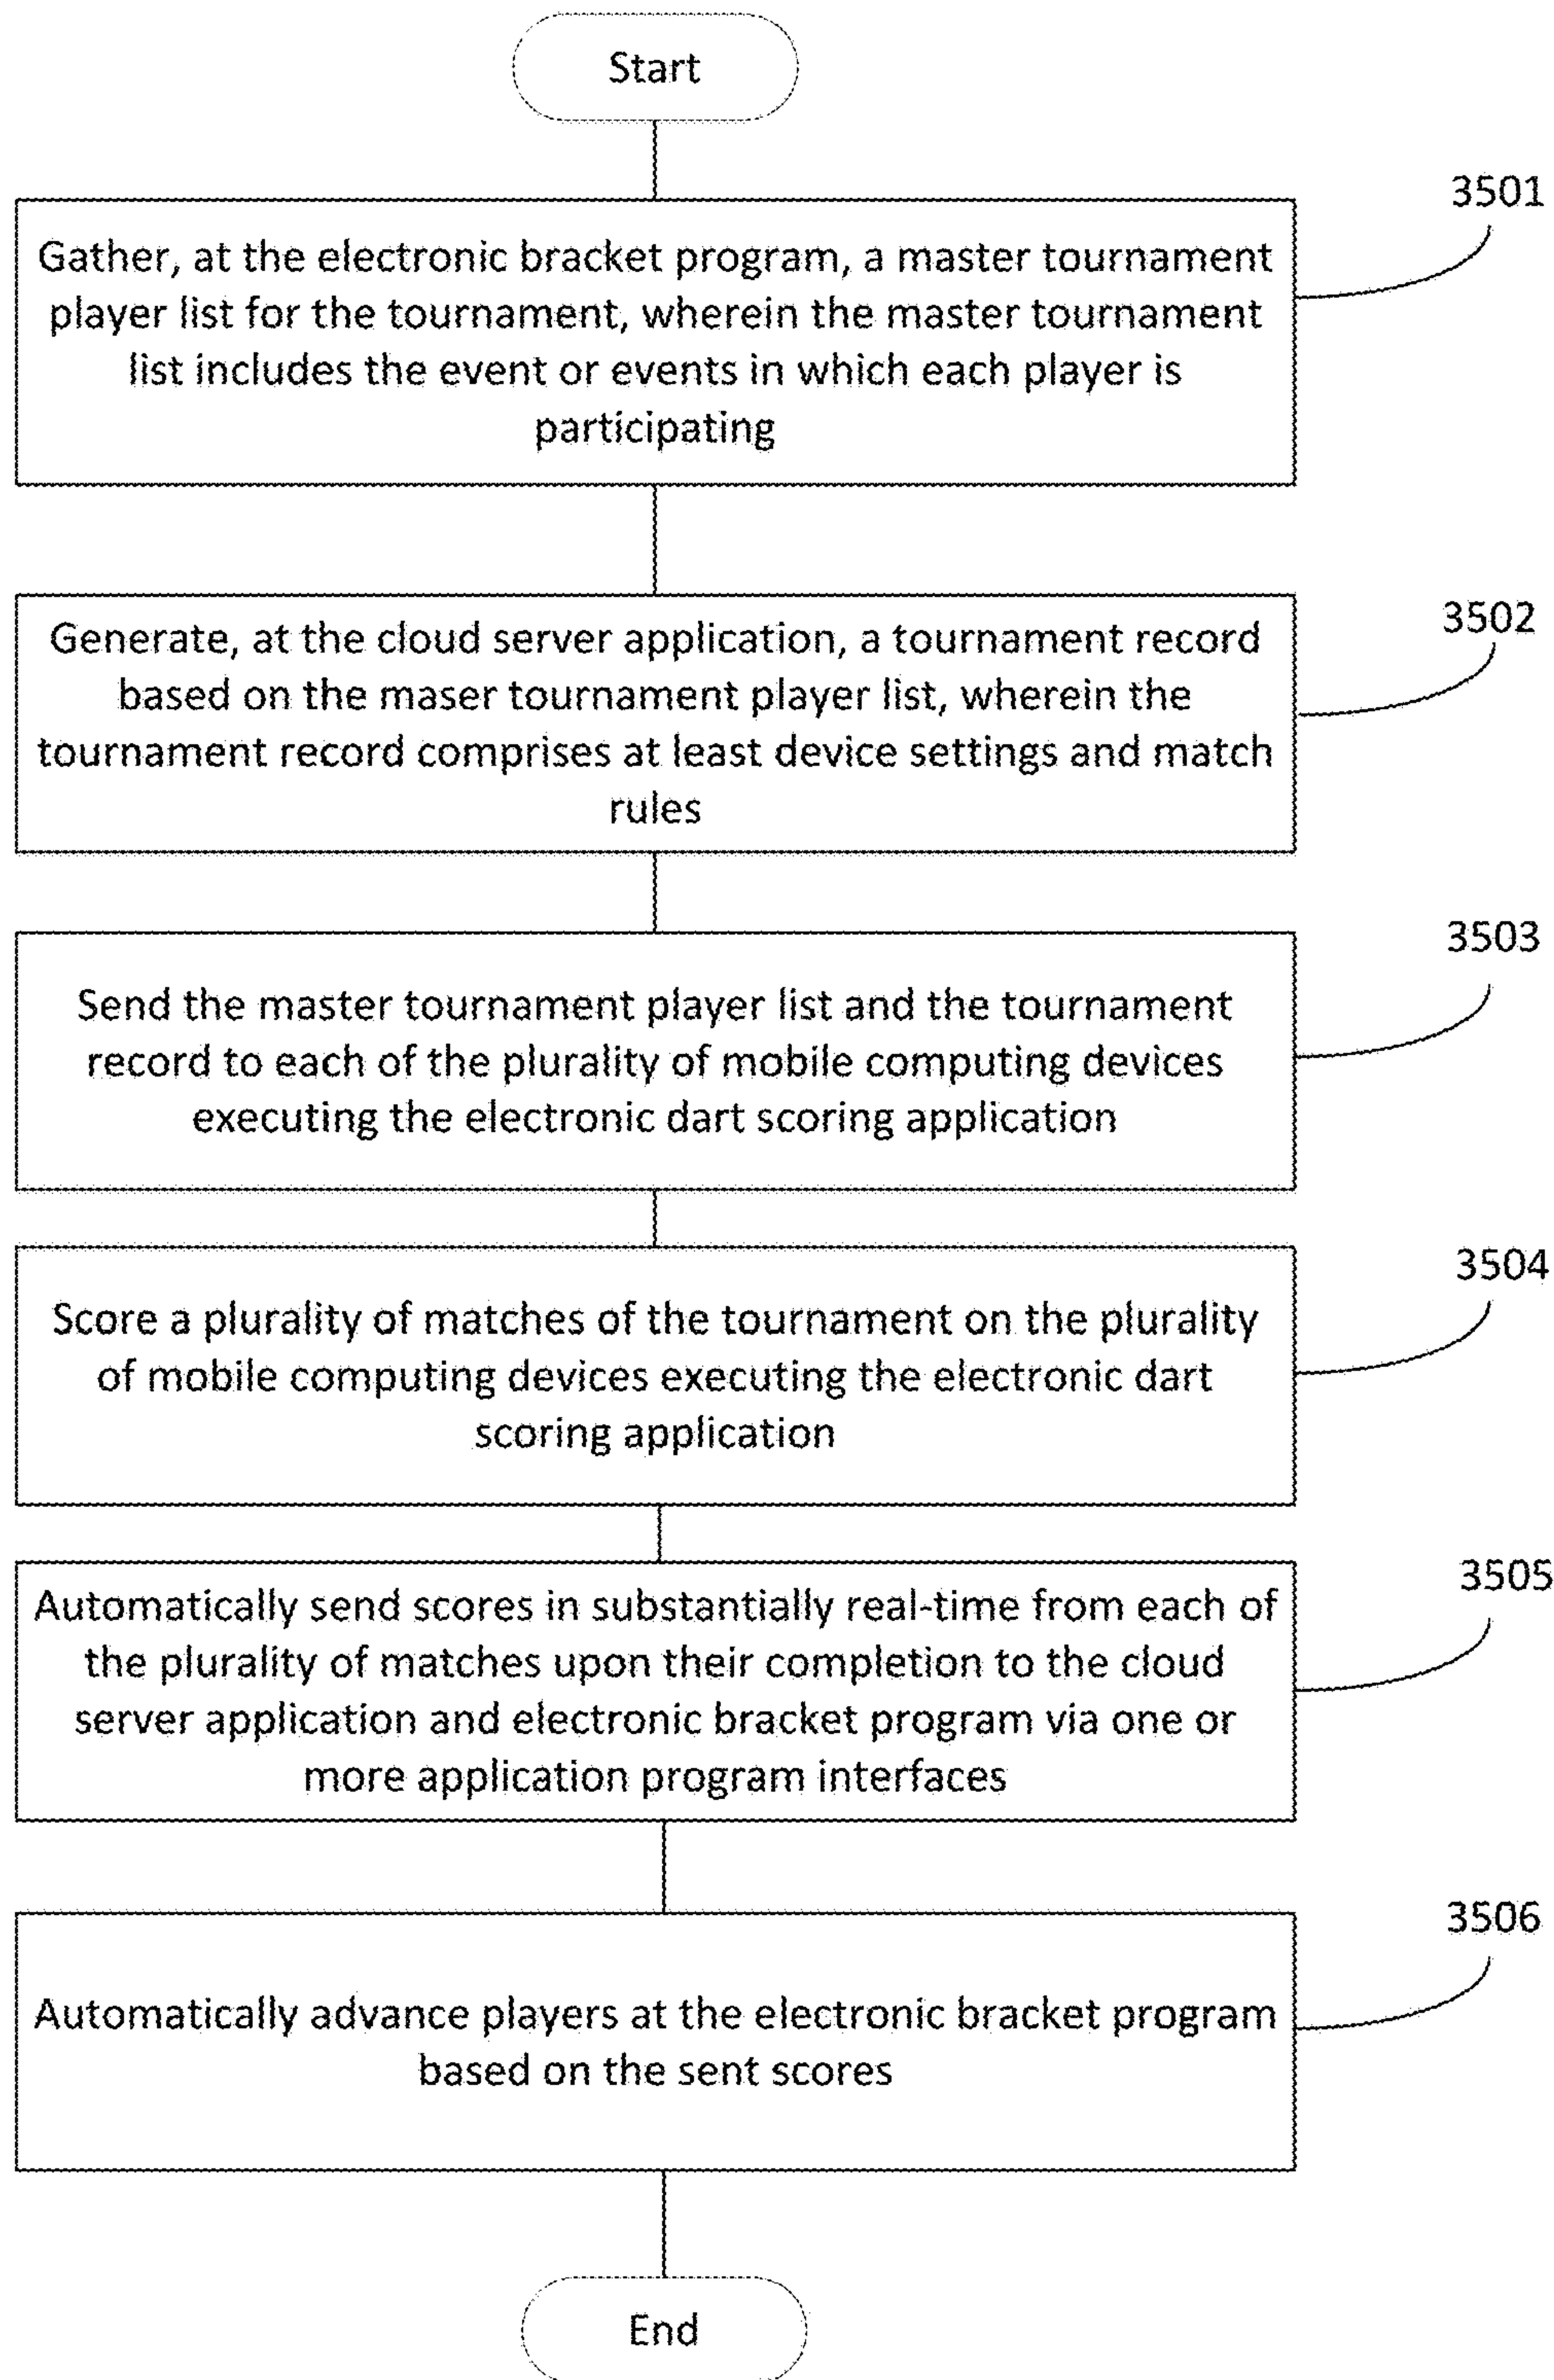 Start
3501
Gather, at the electronic bracket program, a master tournament
player list for the tournament, wherein the master tournament
list includes the event or events in which each player is
participating
3502
Generate, at the cloud server application, a tournament record
based on the maser tournament player list, wherein the
tournament record comprises at least device settings and match
rules
3503
Send the master tournament player list and the tournament
record to each of the plurality of mobile computing devices
executing the electronic dart scoring application
3504
Score a plurality of matches of the tournament on the plurality
of mobile computing devices executing the electronic dart
scoring application
3505
Automatically send scores in substantially real-time from each of
the plurality of matches upon their completion to the cloud
server application and electronic bracket program via one or
more application program interfaces
3506
Automatically advance players at the electronic bracket program
based on the sent scores
End